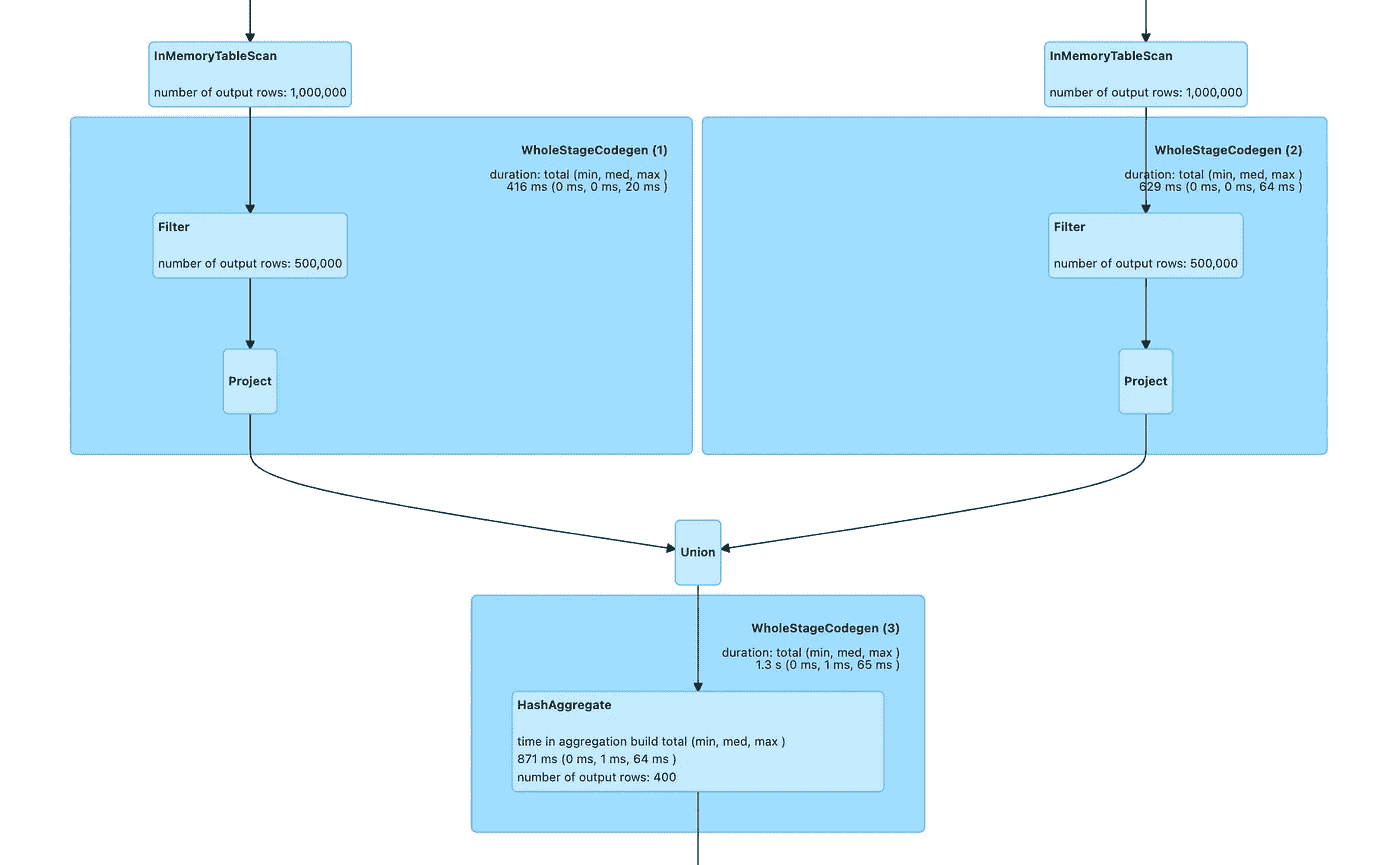 InMemoryTableScan
number of output rows: 1,000,000
InMemoryTableScan
number of output rows: 1,000,000
WholeStageCodegen (1)
duration: total (min, med, max )
416 ms (0 ms, 0 ms, 20 ms )
Filter
number of output rows: 500,000
Project
WholeStageCodegen (2)
duration: total (min, med, max )
629 ms (0 ms, 0 ms, 64 ms )
Filter
number of output rows: 500,000
Project
Union
WholeStageCodegen (3)
duration: total (min, med, max )
1.3 s (0 ms, 1 ms, 65 ms )
HashAggregate
time in aggregation build total (min, med, max )
871 ms (0 ms, 1 ms, 64 ms )
number of output rows: 400